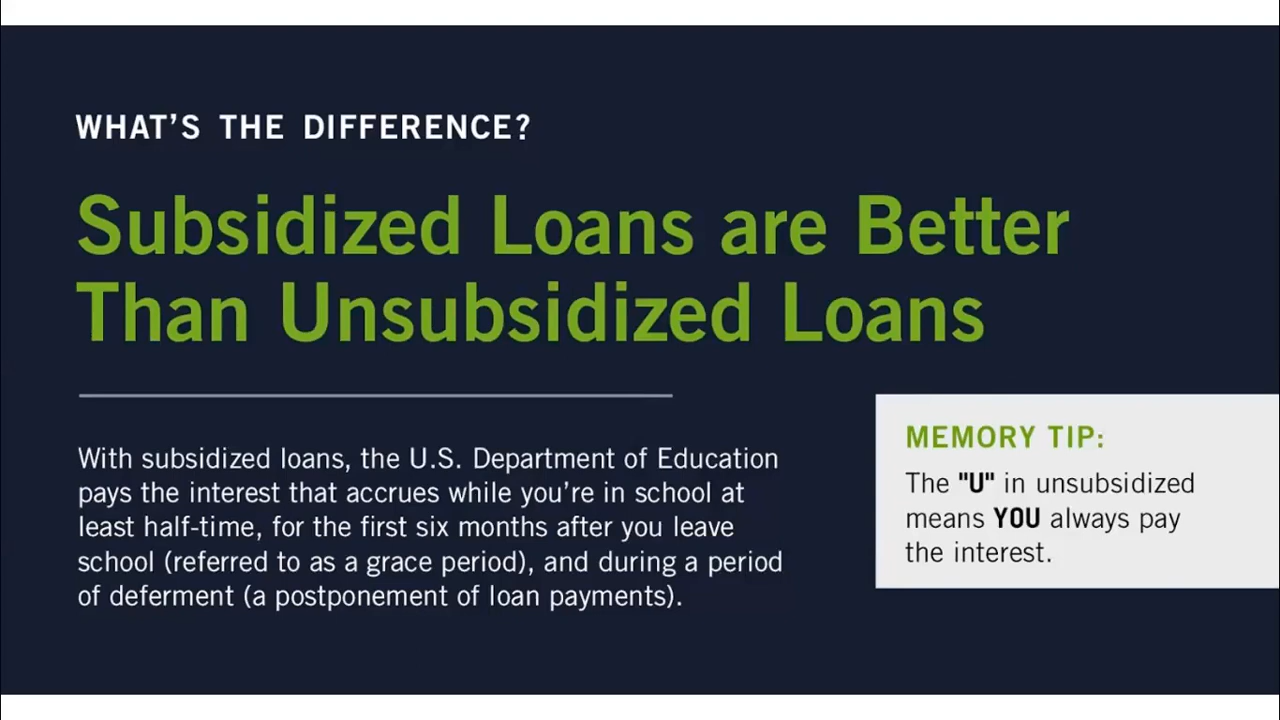 WHAT’S THE DIFFERENCE?
Subsidized Loans are Better
Than Unsubsidized Loans
With subsidized loans, the U.S. Department of Education
pays the interest that accrues while you’re in school at
least half-time, for the first six months after you leave
school (referred to as a grace period), and during a period
of deferment (a postponement of loan payments).
MEMORY TIP:
The "U" in unsubsidized
means YOU always pay
the interest.